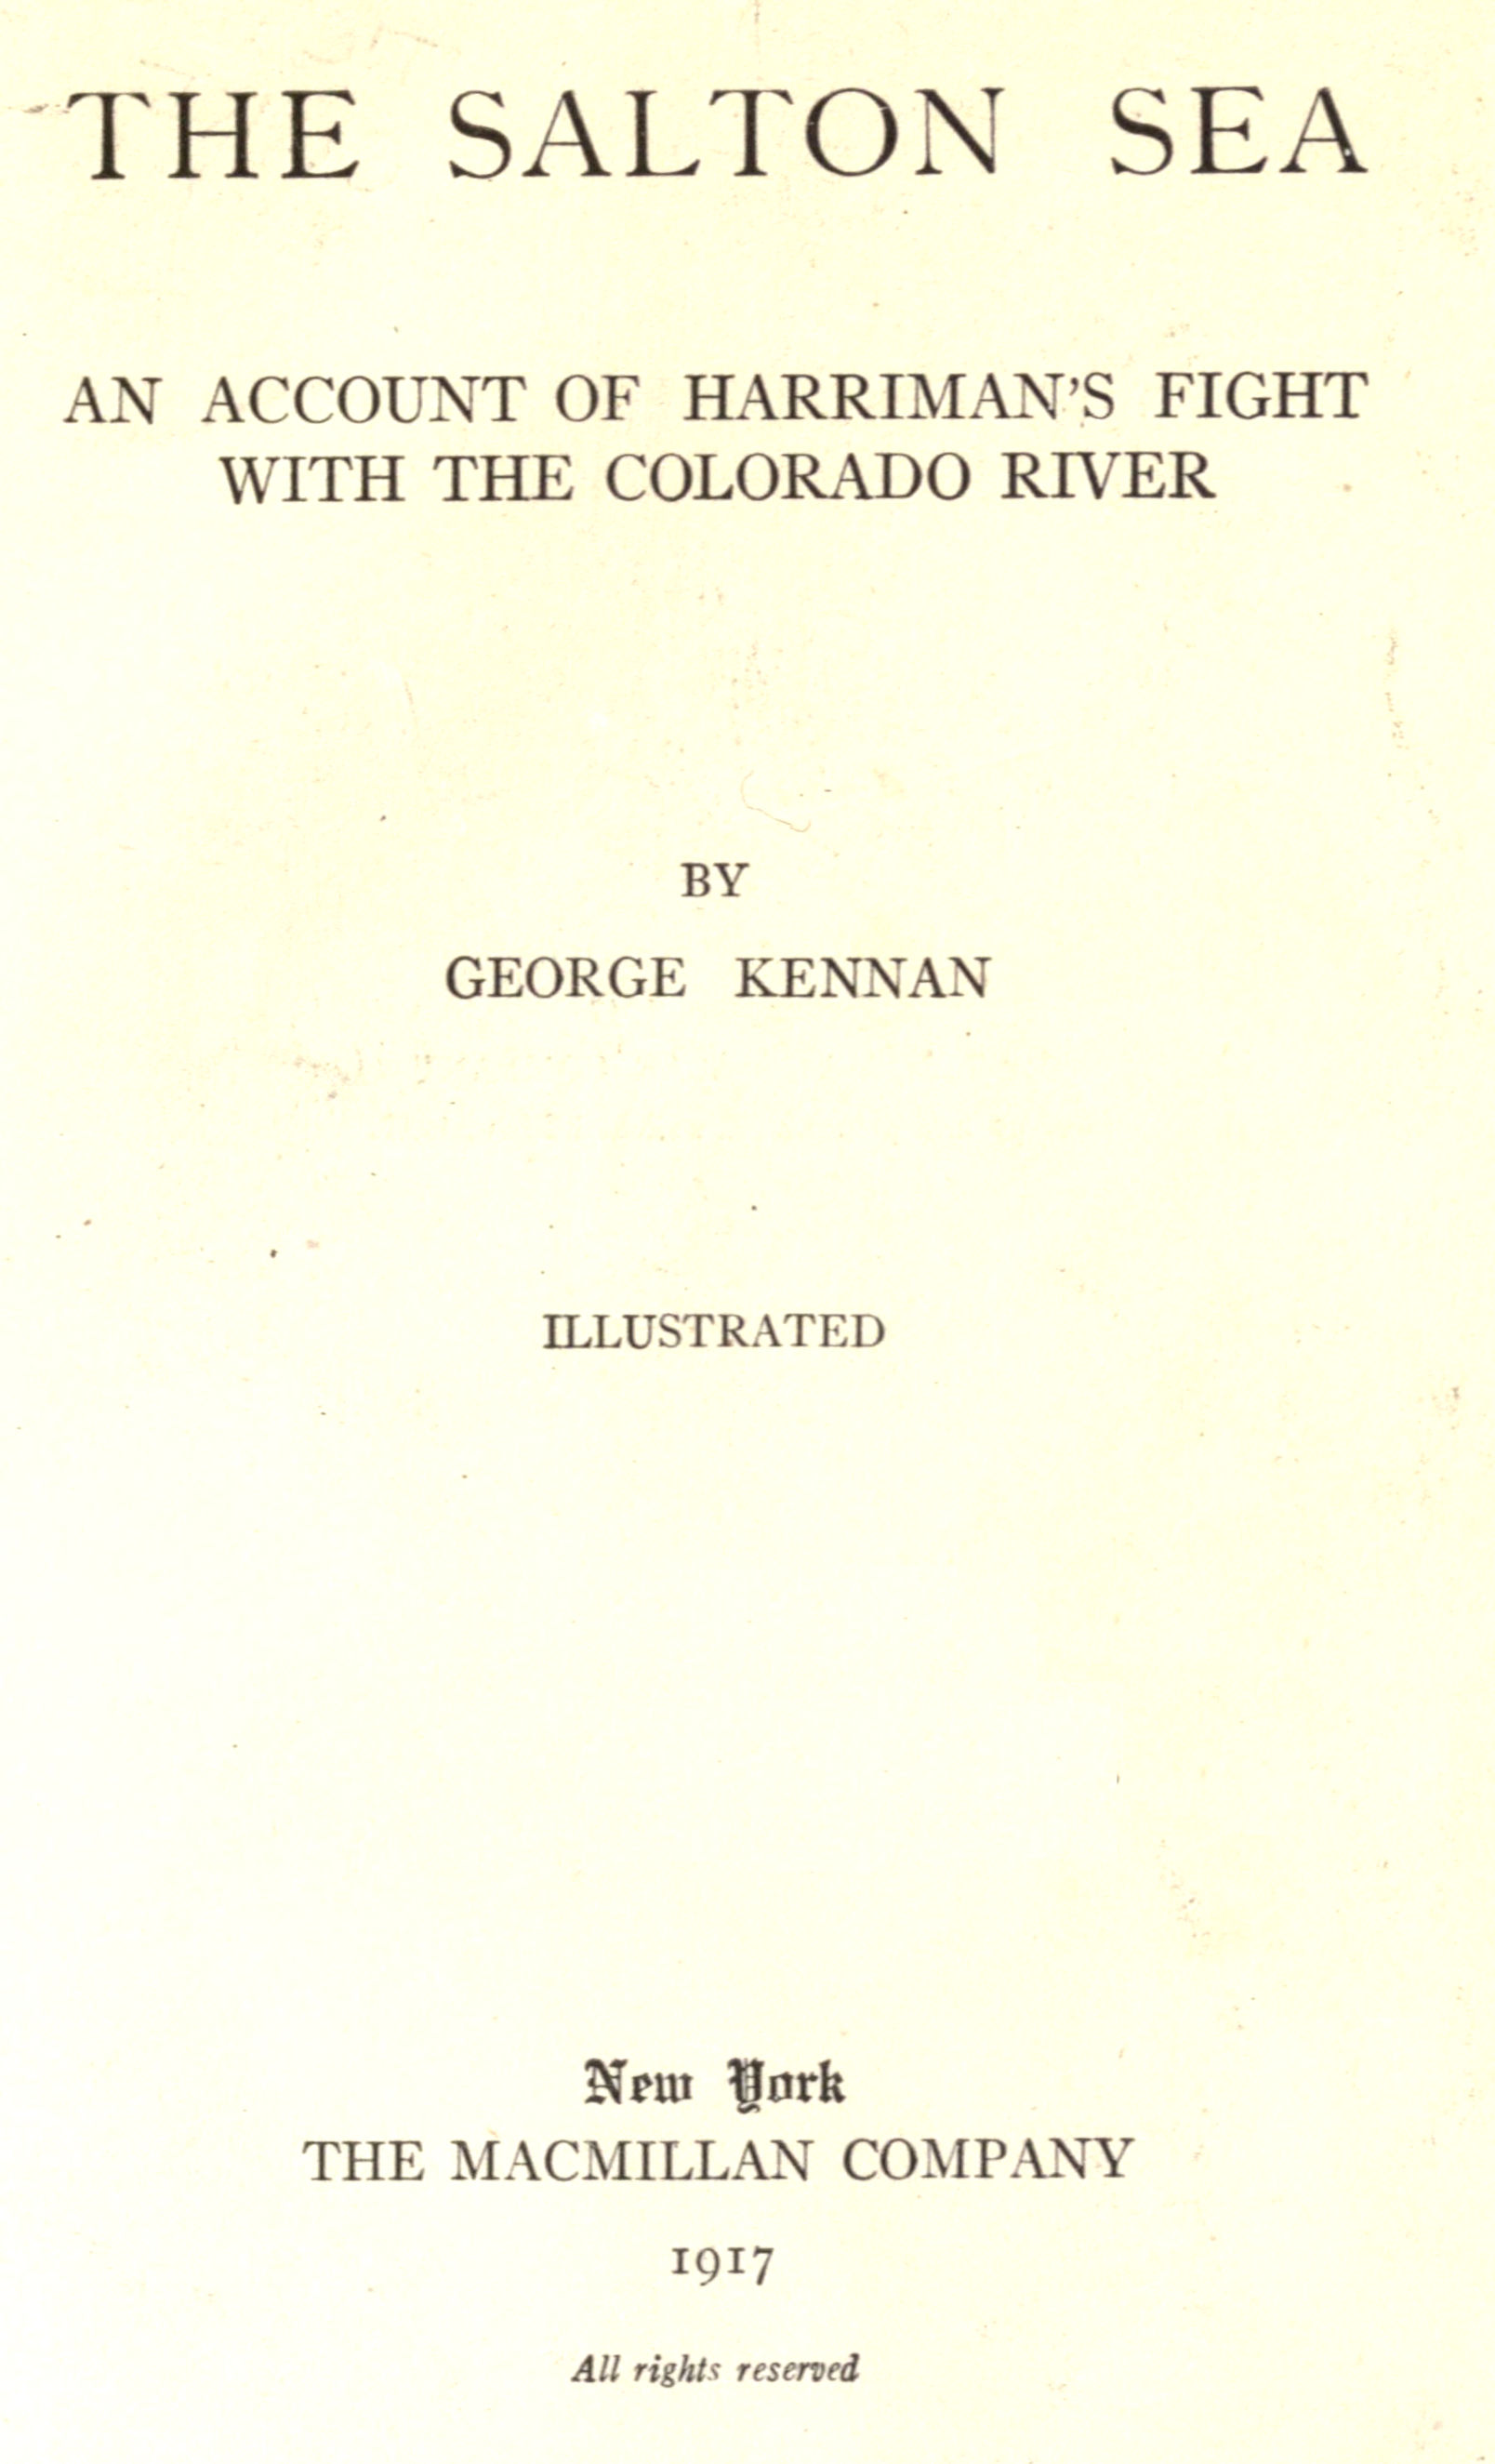 THE SALTON SEA
AN ACCOUNT OF HARRIMAN'S FIGHT
WITH THE COLORADO RIVER
BY
GEORGE KENNAN
ILLUSTRATED
New York
THE MACMILLAN COMPANY
1917
All rights reserved